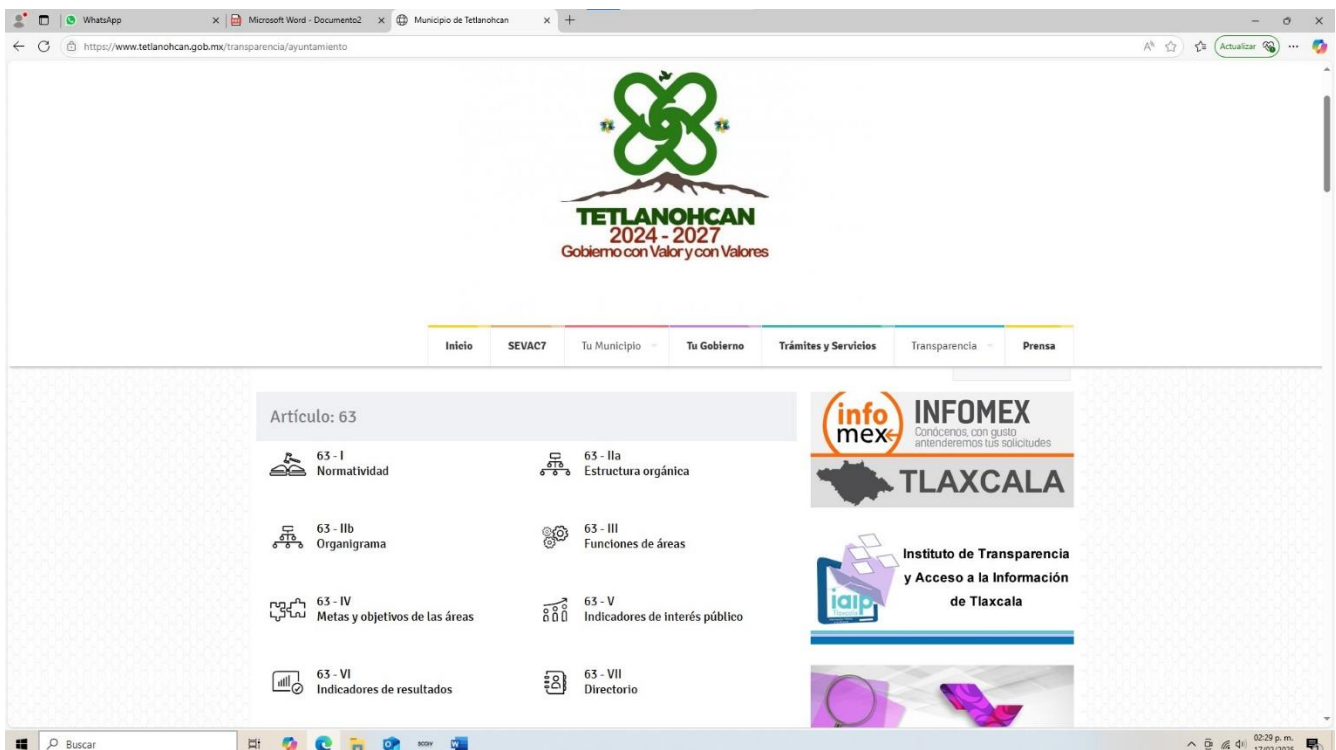 WhatsApp
Microsoft Word - Documento2
Municipio de Tetlanohcan
https://www.tetlanohcan.gob.mx/transparencia/ayuntamiento
Actualizar
TETLANOHCAN
2024 - 2027
Gobierno con Valor y con Valores
Inicio
SEVAC7
Tu Municipio
Tu Gobierno
Trámites y Servicios
Transparencia
Prensa
Artículo: 63
63 - I
Normatividad
63 - IIa
Estructura orgánica
63 - IIb
Organigrama
63 - III
Funciones de áreas
63 - IV
Metas y objetivos de las áreas
63 - V
Indicadores de interés público
63 - VI
Indicadores de resultados
63 - VII
Directorio
info
mex
INFOMEX
Conócenos, con gusto
antenderemos tus solicitudes
TLAXCALA
iaip
Tlaxcala
Instituto de Transparencia
y Acceso a la Información
de Tlaxcala
Buscar
02:29 p. m.